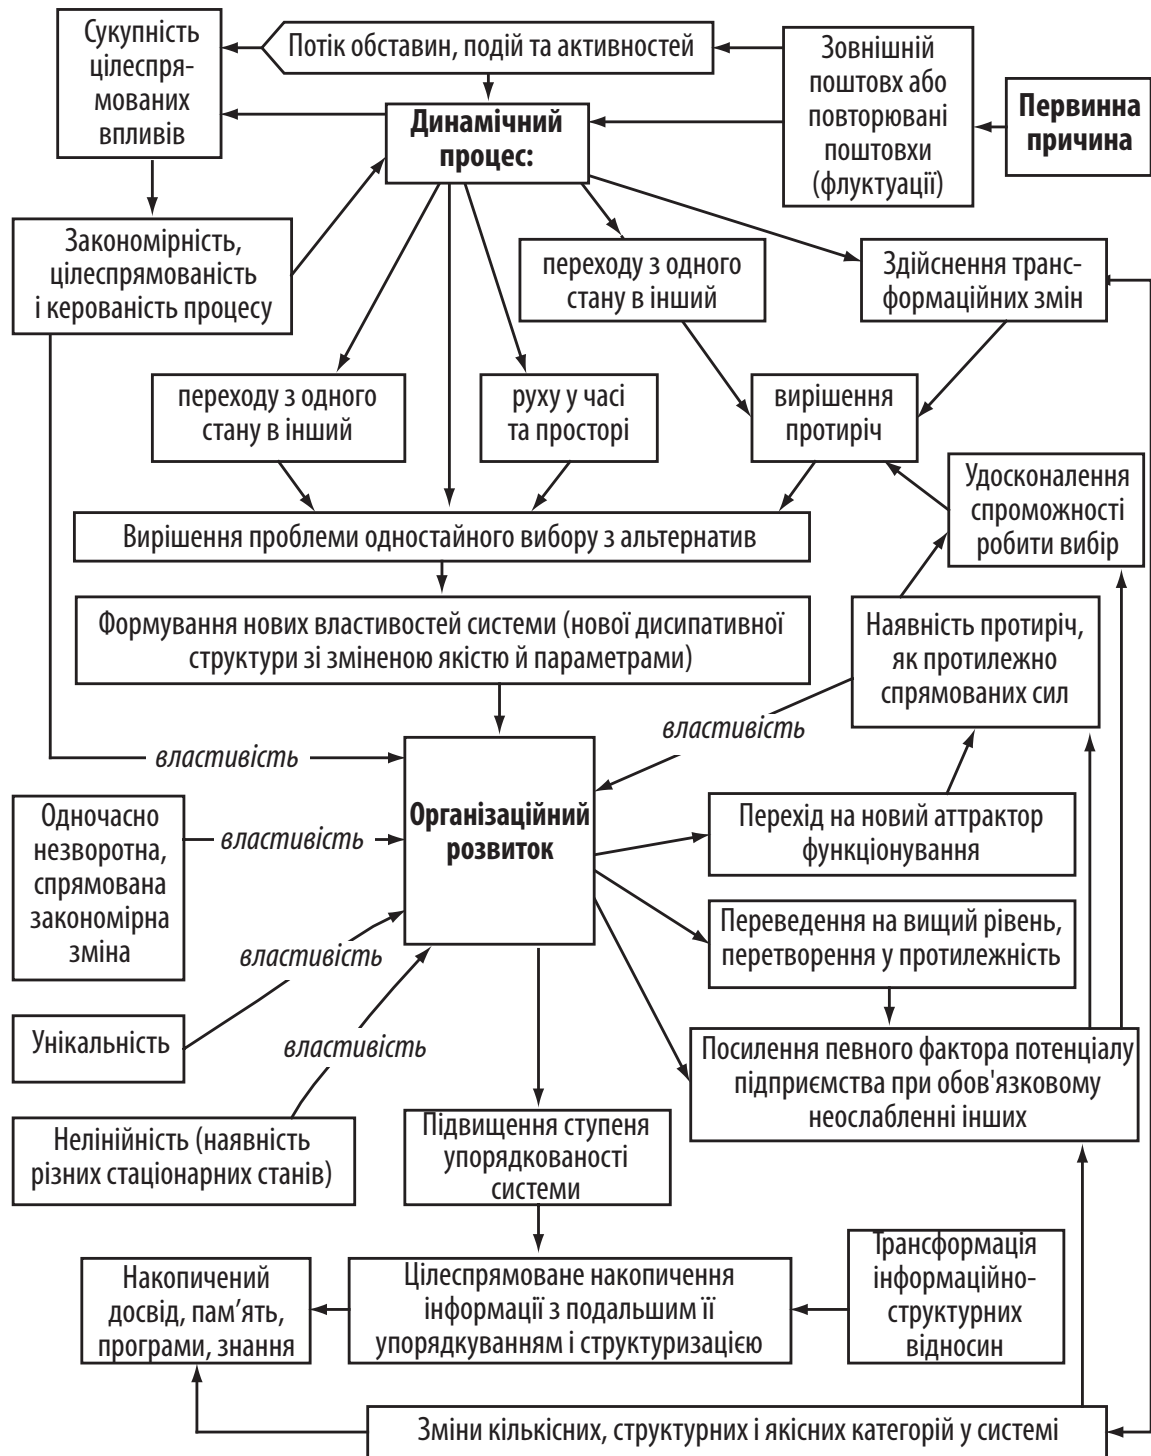 Сукупність
цілеспря-
мованих
впливів
Потік обставин, подій та активностей
Зовнішній
поштовх або
повторювані
поштовхи
(флуктуації)
Первинна
причина
Динамічний
процес:
Закономірність,
цілеспрямованість
і керованість процесу
переходу з одного
стану в інший
Здійснення транс-
формаційних змін
переходу з одного
стану в інший
руху у часі
та просторі
вирішення
протиріч
Удосконалення
спроможності
робити вибір
Вирішення проблеми одностайного вибору з альтернатив
Формування нових властивостей системи (нової дисипативної
структури зі зміненою якістю й параметрами)
Наявність протиріч,
як протилежно
спрямованих сил
властивість
властивість
Організаційний
розвиток
Одночасно
незворотна,
спрямована
закономірна
зміна
властивість
Перехід на новий аттрактор
функціонування
Переведення на вищий рівень,
перетворення у протилежність
властивість
Унікальність
властивість
Посилення певного фактора потенціалу
підприємства при обов'язковому
неослабленні інших
Нелінійність (наявність
різних стаціонарних станів)
Підвищення ступеня
упорядкованості
системи
Накопичений
досвід, пам’ять,
програми, знання
Цілеспрямоване накопичення
інформації з подальшим її
упорядкуванням і структуризацією
Трансформація
інформаційно-
структурних
відносин
Зміни кількісних, структурних і якісних категорій у системі